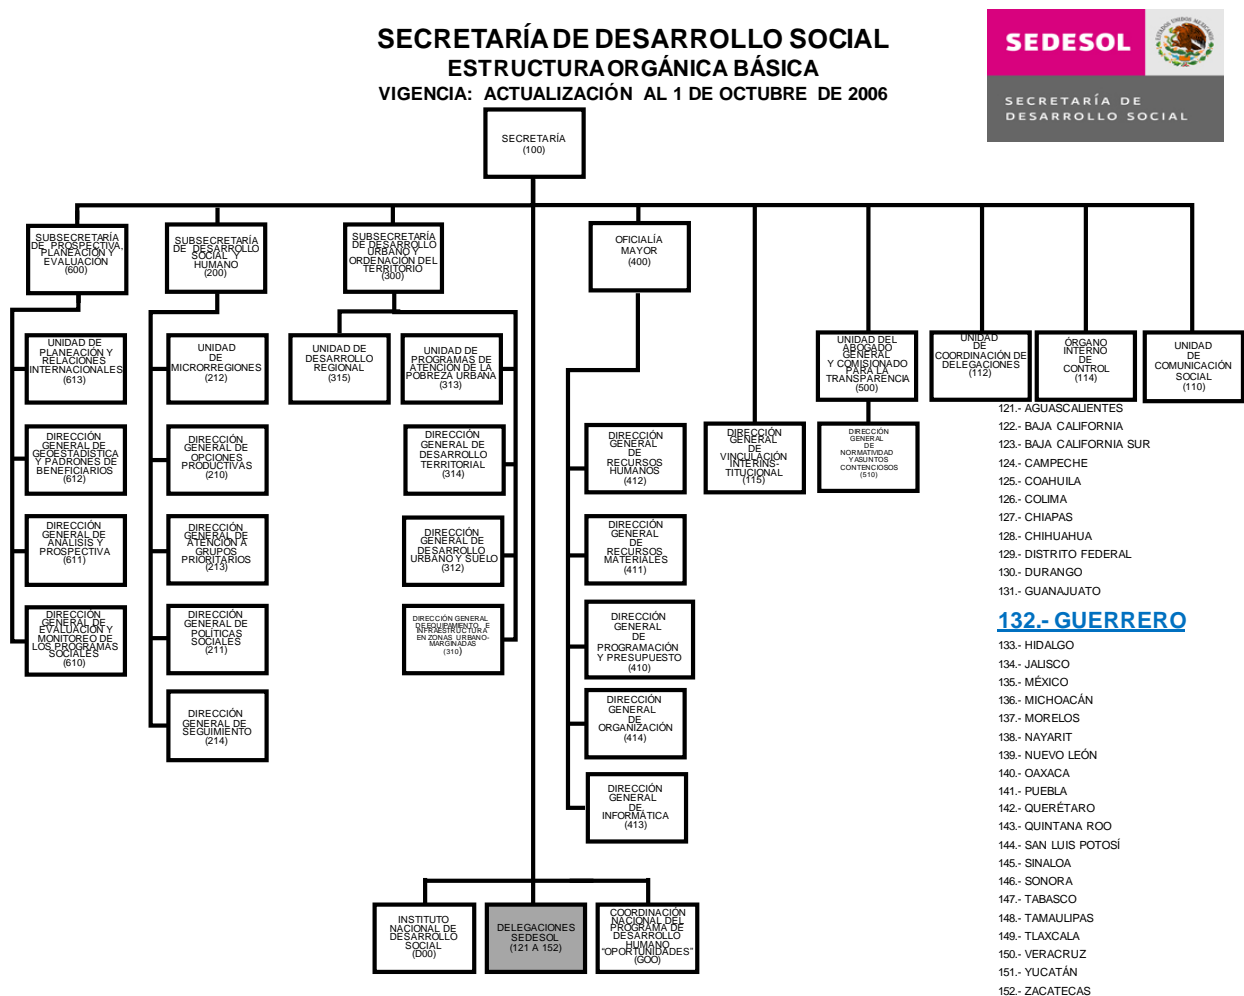 SECRETARÍA DE DESARROLLO SOCIAL
ESTRUCTURA ORGÁNICA BÁSICA
VIGENCIA: ACTUALIZACIÓN AL 1 DE OCTUBRE DE 2006
SEDESOL
ESTADOS UNIDOS MEXICANOS
SECRETARÍA DE
DESARROLLO SOCIAL
SECRETARÍA
(100)
SUBSECRETARÍA
DE PROSPECTIVA,
PLANEACIÓN Y
EVALUACIÓN
(600)
SUBSECRETARÍA
DE DESARROLLO
SOCIAL Y
HUMANO
(200)
SUBSECRETARÍA
DE DESARROLLO
URBANO Y
ORDENACIÓN DEL
TERRITORIO
(300)
OFICIALÍA
MAYOR
(400)
UNIDAD DE
PLANEACIÓN Y
RELACIONES
INTERNACIONALES
(613)
UNIDAD
DE
MICRORREGIONES
(212)
UNIDAD DE
DESARROLLO
REGIONAL
(315)
UNIDAD DE
PROGRAMAS DE
ATENCIÓN DE LA
POBREZA URBANA
(313)
UNIDAD DEL
ABOGADO
GENERAL
Y COMISIONADO
PARA LA
TRANSPARENCIA
(500)
UNIDAD
DE
COORDINACIÓN DE
DELEGACIONES
(112)
ÓRGANO
INTERNO
DE
CONTROL
(114)
UNIDAD
DE
COMUNICACIÓN
SOCIAL
(110)
DIRECCIÓN
GENERAL DE
GEOESTADÍSTICA
Y PADRONES DE
BENEFICIARIOS
(612)
DIRECCIÓN
GENERAL DE
OPCIONES
PRODUCTIVAS
(210)
DIRECCIÓN
GENERAL DE
DESARROLLO
TERRITORIAL
(314)
DIRECCIÓN
GENERAL
DE
RECURSOS
HUMANOS
(412)
DIRECCIÓN
GENERAL
DE
VINCULACIÓN
INTERINS-
TITUCIONAL
(115)
DIRECCIÓN
GENERAL
DE
NORMATIVIDAD
Y ASUNTOS
CONTENCIOSOS
(510)
DIRECCIÓN
GENERAL DE
ANÁLISIS Y
PROSPECTIVA
(611)
DIRECCIÓN
GENERAL DE
ATENCIÓN A
GRUPOS
PRIORITARIOS
(213)
DIRECCIÓN
GENERAL DE
DESARROLLO
URBANO Y SUELO
(312)
DIRECCIÓN
GENERAL
DE
RECURSOS
MATERIALES
(411)
DIRECCIÓN
GENERAL DE
EVALUACIÓN Y
MONITOREO DE
LOS PROGRAMAS
SOCIALES
(610)
DIRECCIÓN
GENERAL DE
POLÍTICAS
SOCIALES
(211)
DIRECCIÓN GENERAL
DE EQUIPAMIENTO E
INFRAESTRUCTURA
EN ZONAS URBANO-
MARGINADAS
(310)
DIRECCIÓN
GENERAL
DE
PROGRAMACIÓN
Y PRESUPUESTO
(410)
DIRECCIÓN
GENERAL DE
SEGUIMIENTO
(214)
DIRECCIÓN
GENERAL
DE
ORGANIZACIÓN
(414)
DIRECCIÓN
GENERAL
DE
INFORMÁTICA
(413)
INSTITUTO
NACIONAL DE
DESARROLLO
SOCIAL
(D00)
DELEGACIONES
SEDESOL
(121 A 152)
COORDINACIÓN
NACIONAL DEL
PROGRAMA DE
DESARROLLO
HUMANO
"OPORTUNIDADES"
(GOO)
121.- AGUASCALIENTES
122.- BAJA CALIFORNIA
123.- BAJA CALIFORNIA SUR
124.- CAMPECHE
125.- COAHUILA
126.- COLIMA
127.- CHIAPAS
128.- CHIHUAHUA
129.- DISTRITO FEDERAL
130.- DURANGO
131.- GUANAJUATO
132.- GUERRERO
133.- HIDALGO
134.- JALISCO
135.- MÉXICO
136.- MICHOACÁN
137.- MORELOS
138.- NAYARIT
139.- NUEVO LEÓN
140.- OAXACA
141.- PUEBLA
142.- QUERÉTARO
143.- QUINTANA ROO
144.- SAN LUIS POTOSÍ
145.- SINALOA
146.- SONORA
147.- TABASCO
148.- TAMAULIPAS
149.- TLAXCALA
150.- VERACRUZ
151.- YUCATÁN
152.- ZACATECAS